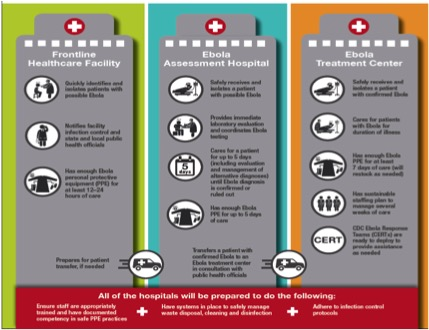 Frontline
Healthcare Facility
Quickly identifies and
isolates patients with
possible Ebola
Notifies facility
infection control and
state and local public
health officials
Has enough Ebola
personal protective
equipment (PPE) for
at least 12–24
hours of care
Prepares for patient
transfer, if needed
Ebola
Assessment Hospital
Safely receives and
isolates a patient
with possible Ebola
Provides immediate
laboratory evaluation
and coordinates Ebola
testing
Cares for a patient
for up to 5 days
(including evaluation
and management of
alternative diagnoses)
until Ebola diagnosis
is confirmed or
ruled out
Has enough Ebola
PPE for up to 5 days
of care
Transfers a patient with
confirmed Ebola to an
Ebola treatment center
in consultation with
public health officials
Ebola
Treatment Center
Safely receives and
isolates a patient
with confirmed Ebola
Cares for patients
with Ebola for
duration of illness
Has enough Ebola
PPE for at least
7 days of care (will
restock as needed)
Has sustainable
staffing plan to
manage several
weeks of care
CERT
CDC Ebola Response
Teams (CERTs) are
ready to deploy to
provide assistance
as needed
All of the hospitals will be prepared to do the following:
Ensure staff are appropriately
trained and have documented
competency in safe PPE practices
Have systems in place to safely manage
waste disposal, cleaning and disinfection
Adhere to infection control
protocols